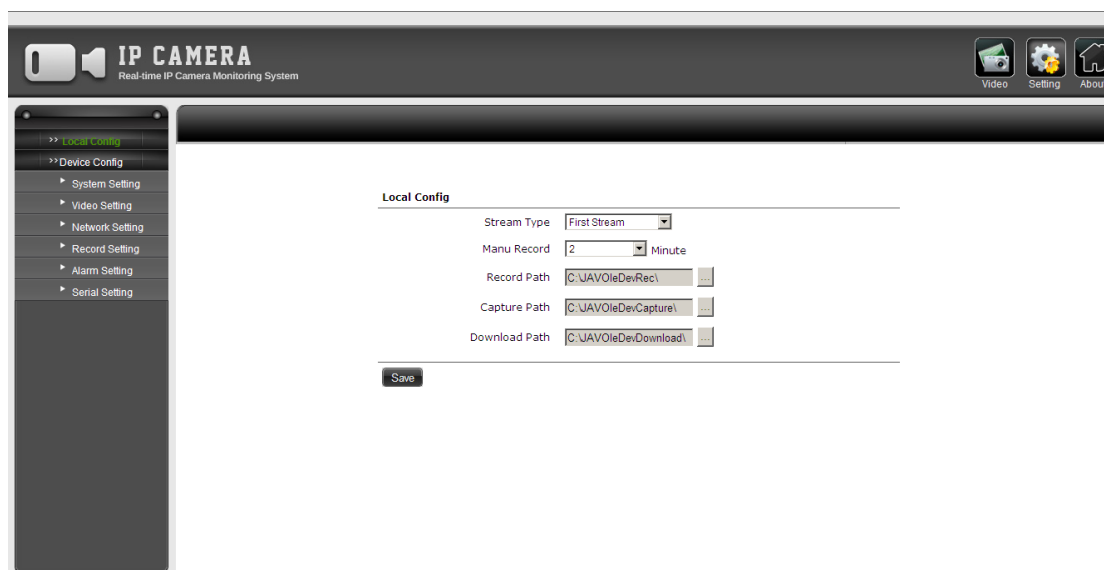 IP CAMERA
Real-time IP Camera Monitoring System
Video
Setting
About
>> Local Config
>> Device Config
System Setting
Video Setting
Network Setting
Record Setting
Alarm Setting
Serial Setting
Local Config
Stream Type First Stream
Manu Record 2 Minute
Record Path C:\JAVOleDevRec\ ...
Capture Path C:\JAVOleDevCapture\ ...
Download Path C:\JAVOleDevDownload\ ...
Save